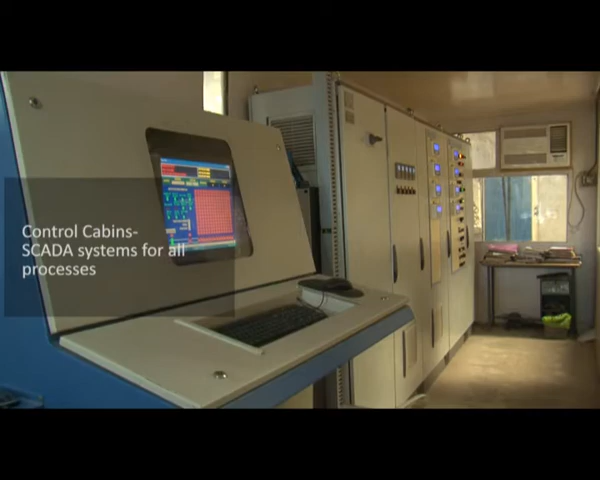 Control Cabins-
SCADA systems for all
processes